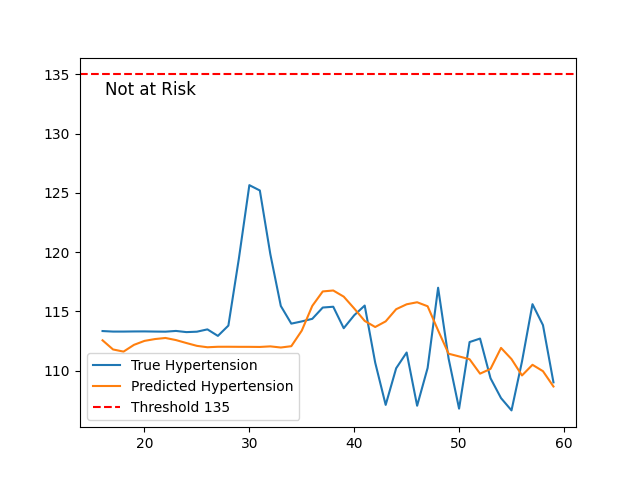 135
Not at Risk
130
125
120
115
110
True Hypertension
Predicted Hypertension
Threshold 135
20 30 40 50 60